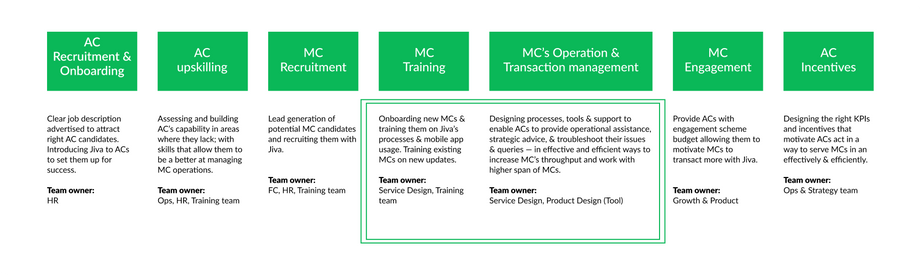 AC
Recruitment &
Onboarding
Clear job description
advertised to attract
right AC candidates.
Introducing Jiva to ACs
to set them up for
success.
Team owner:
HR
AC
upskilling
Assessing and building
AC's capability in areas
where they lack; with
skills that allow them to
be a better at managing
MC operations.
Team owner:
Ops, HR, Training team
MC
Recruitment
Lead generation of
potential MC candidates
and recruiting them with
Jiva.
Team owner:
FC, HR, Training team
MC
Training
Onboarding new MCs &
training them on Jiva's
processes & mobile app
usage. Training existing
MCs on new updates.
Team owner:
Service Design, Training
team
MC's Operation &
Transaction management
Designing processes, tools & support to
enable ACs to provide operational assistance,
strategic advice, & troubleshoot their issues
& queries — in effective and efficient ways to
increase MC's throughput and work with
higher span of MCs.
Team owner:
Service Design, Product Design (Tool)
MC
Engagement
Provide ACs with
engagement scheme
budget allowing them to
motivate MCs to
transact more with Jiva.
Team owner:
Growth & Product
AC
Incentives
Designing the right KPIs
and incentives that
motivate ACs act in a
way to serve MCs in an
effectively & efficiently.
Team owner:
Ops & Strategy team